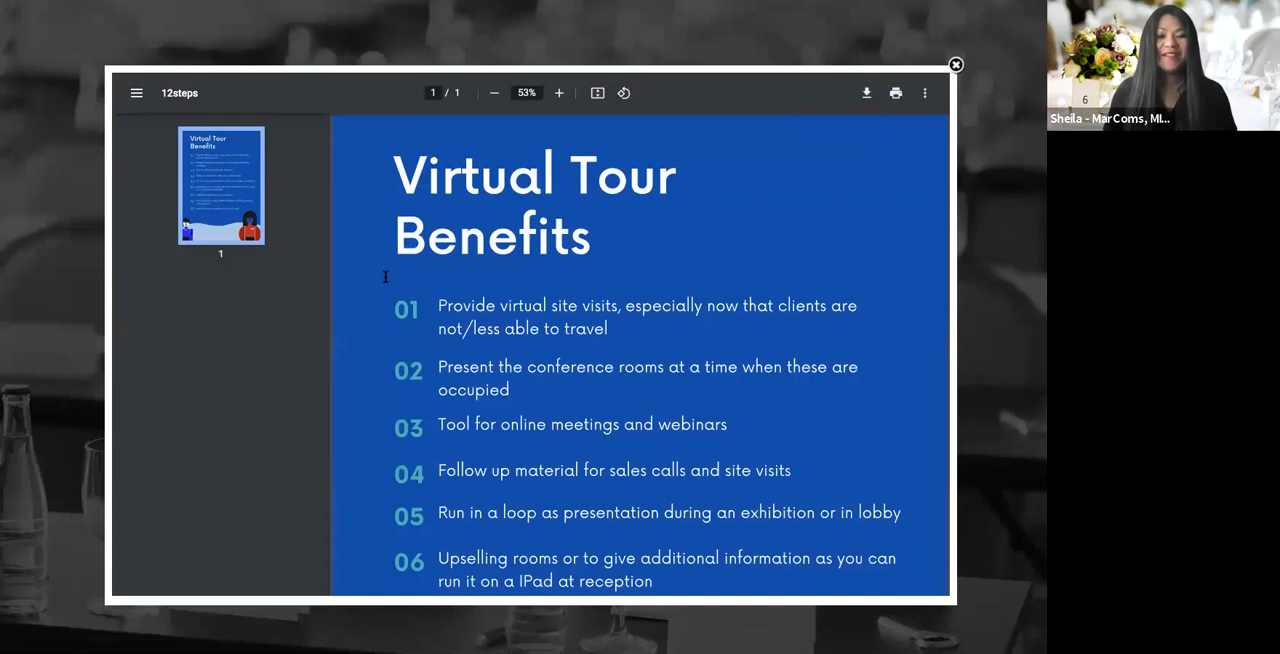 12steps
1 / 1
53%
Virtual Tour
Benefits
1
Virtual Tour
Benefits
01
Provide virtual site visits, especially now that clients are
not/less able to travel
02
Present the conference rooms at a time when these are
occupied
03
Tool for online meetings and webinars
04
Follow up material for sales calls and site visits
05
Run in a loop as presentation during an exhibition or in lobby
06
Upselling rooms or to give additional information as you can
run it on a IPad at reception
6
Sheila - MarComs, MI...